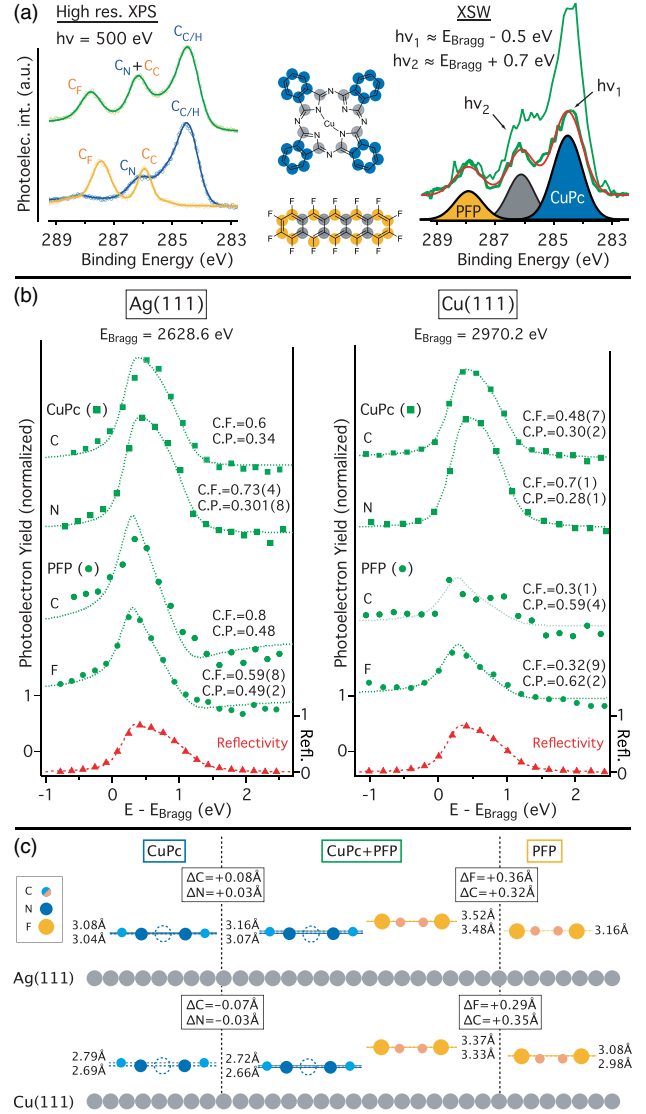 (a)
High res. XPS
hν = 500 eV
Photoelec. int. (a.u.)
C_F
C_N + C_C
C_C/H
C_F
C_N
C_C
C_C/H
289 287 285 283
Binding Energy (eV)
N N N
N Cu N
N N N
F F F F F
F F
F F
F F F F F
XSW
hν₁ ≈ E_Bragg - 0.5 eV
hν₂ ≈ E_Bragg + 0.7 eV
hν₂
hν₁
PFP
CuPc
289 287 285 283
Binding Energy (eV)
(b)
Ag(111)
E_Bragg = 2628.6 eV
Photoelectron Yield (normalized)
CuPc (■)
C
C.F.=0.6
C.P.=0.34
N
C.F.=0.73(4)
C.P.=0.301(8)
PFP (●)
C
C.F.=0.8
C.P.=0.48
F
C.F.=0.59(8)
C.P.=0.49(2)
1
0
Reflectivity
1
Refl.
0
-1 0 1 2
E - E_Bragg (eV)
Cu(111)
E_Bragg = 2970.2 eV
Photoelectron Yield (normalized)
CuPc (■)
C
C.F.=0.48(7)
C.P.=0.30(2)
N
C.F.=0.7(1)
C.P.=0.28(1)
PFP (●)
C
C.F.=0.3(1)
C.P.=0.59(4)
F
C.F.=0.32(9)
C.P.=0.62(2)
1
0
Reflectivity
1
Refl.
0
-1 0 1 2
E - E_Bragg (eV)
(c)
CuPc
CuPc+PFP
PFP
C
N
F
ΔC=+0.08Å
ΔN=+0.03Å
ΔF=+0.36Å
ΔC=+0.32Å
3.08Å
3.04Å
3.16Å
3.07Å
3.52Å
3.48Å
3.16Å
Ag(111)
ΔC=–0.07Å
ΔN=–0.03Å
ΔF=+0.29Å
ΔC=+0.35Å
2.79Å
2.69Å
2.72Å
2.66Å
3.37Å
3.33Å
3.08Å
2.98Å
Cu(111)